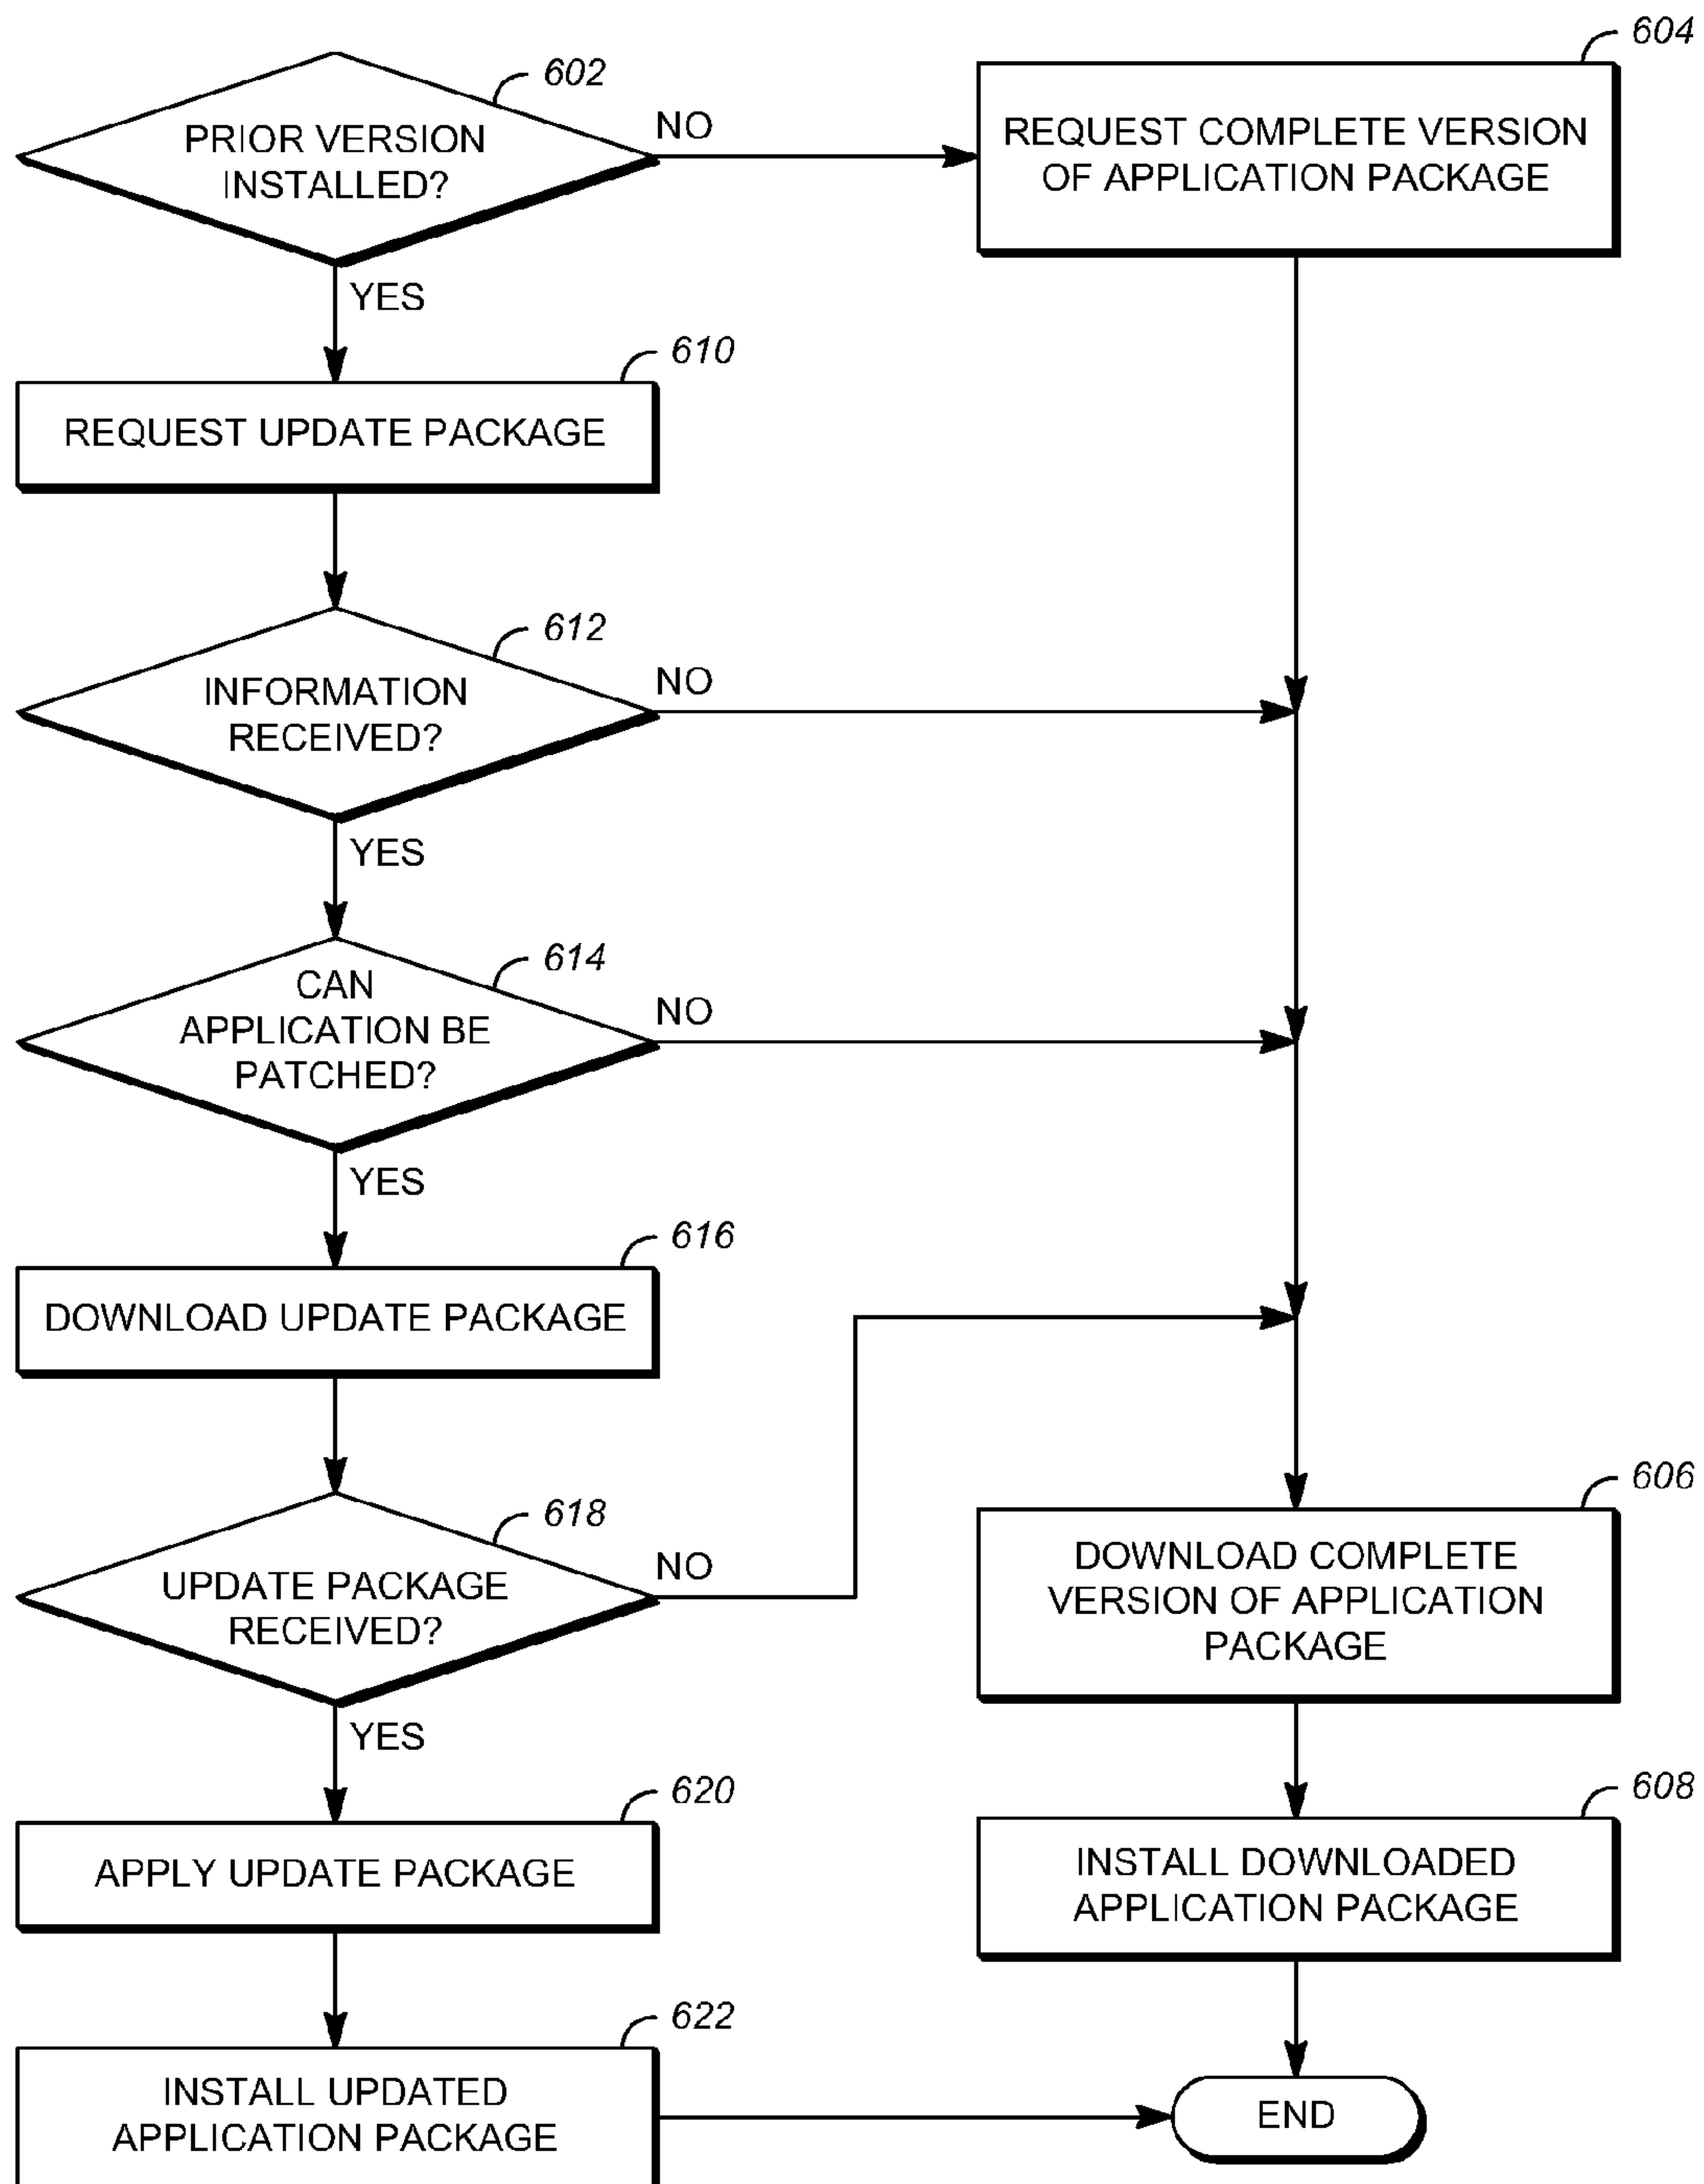 602
PRIOR VERSION
INSTALLED?
NO
YES
604
REQUEST COMPLETE VERSION
OF APPLICATION PACKAGE
610
REQUEST UPDATE PACKAGE
612
INFORMATION
RECEIVED?
NO
YES
614
CAN
APPLICATION BE
PATCHED?
NO
YES
616
DOWNLOAD UPDATE PACKAGE
618
UPDATE PACKAGE
RECEIVED?
NO
YES
606
DOWNLOAD COMPLETE
VERSION OF APPLICATION
PACKAGE
620
APPLY UPDATE PACKAGE
608
INSTALL DOWNLOADED
APPLICATION PACKAGE
622
INSTALL UPDATED
APPLICATION PACKAGE
END